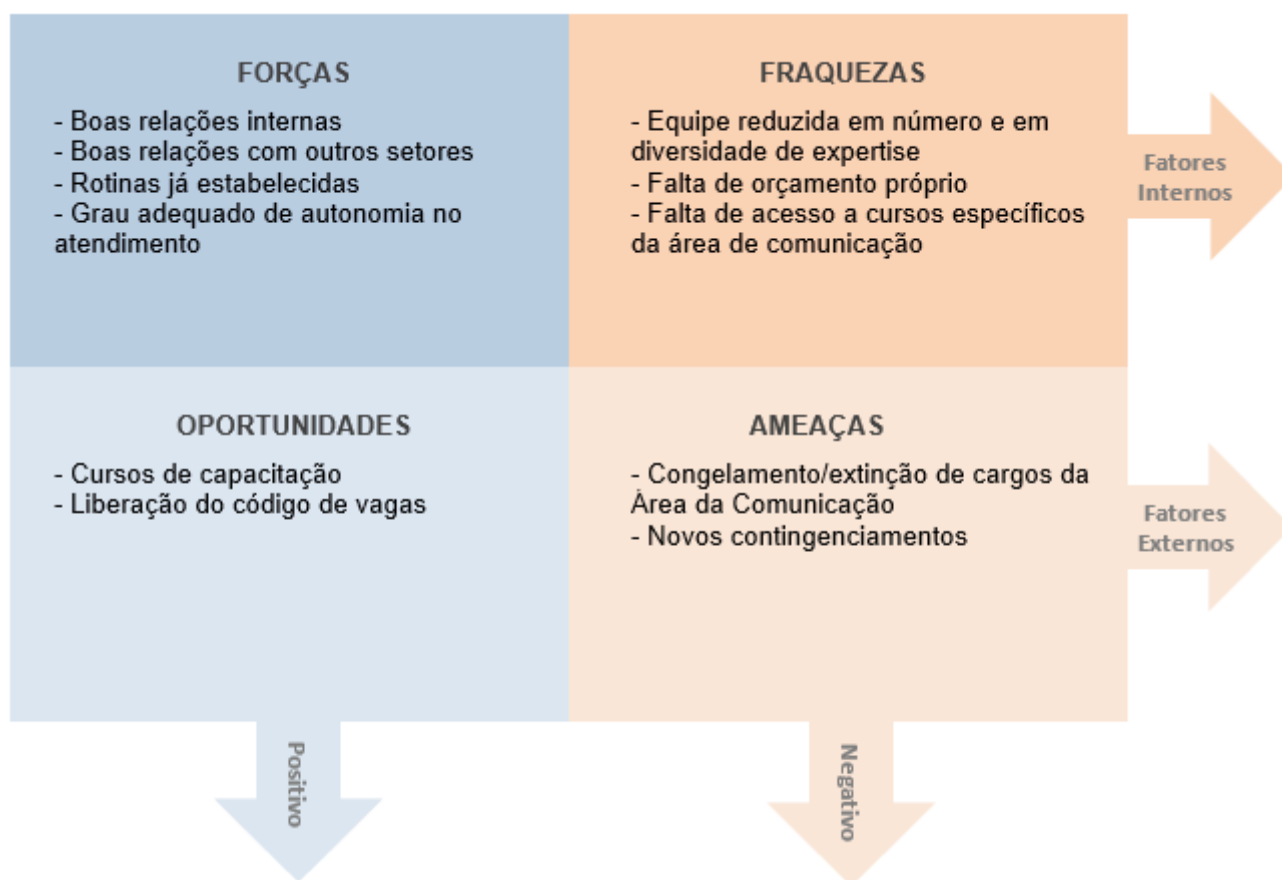 FORÇAS
- Boas relações internas
- Boas relações com outros setores
- Rotinas já estabelecidas
- Grau adequado de autonomia no
atendimento
FRAQUEZAS
- Equipe reduzida em número e em
diversidade de expertise
- Falta de orçamento próprio
- Falta de acesso a cursos específicos
da área de comunicação
Fatores
Internos
OPORTUNIDADES
- Cursos de capacitação
- Liberação do código de vagas
AMEAÇAS
- Congelamento/extinção de cargos da
Área da Comunicação
- Novos contingenciamentos
Fatores
Externos
Positivo
Negativo